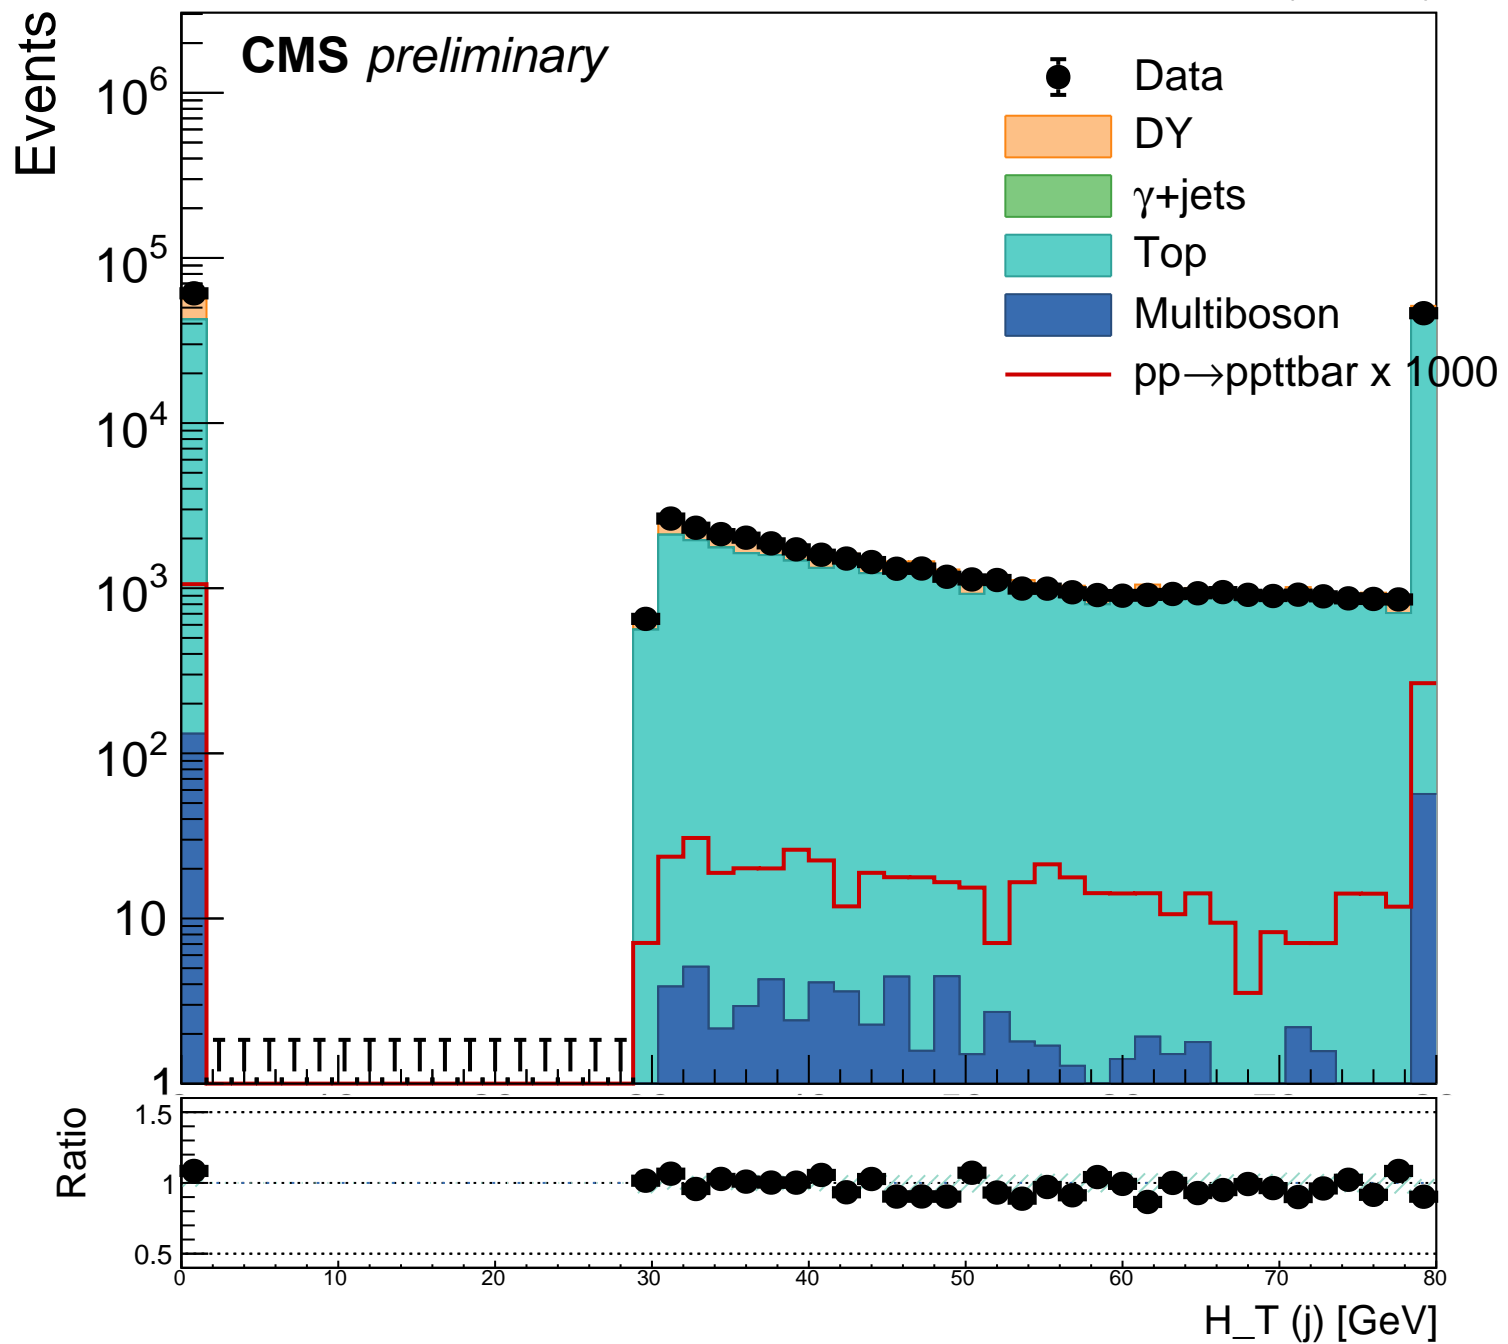 Events
CMS preliminary
Data
DY
γ+jets
Top
Multiboson
pp→ppttbar x 1000
10^6
10^5
10^4
10^3
10^2
10
1
Ratio
1.5
1
0.5
0 10 20 30 40 50 60 70 80
H_T (j) [GeV]